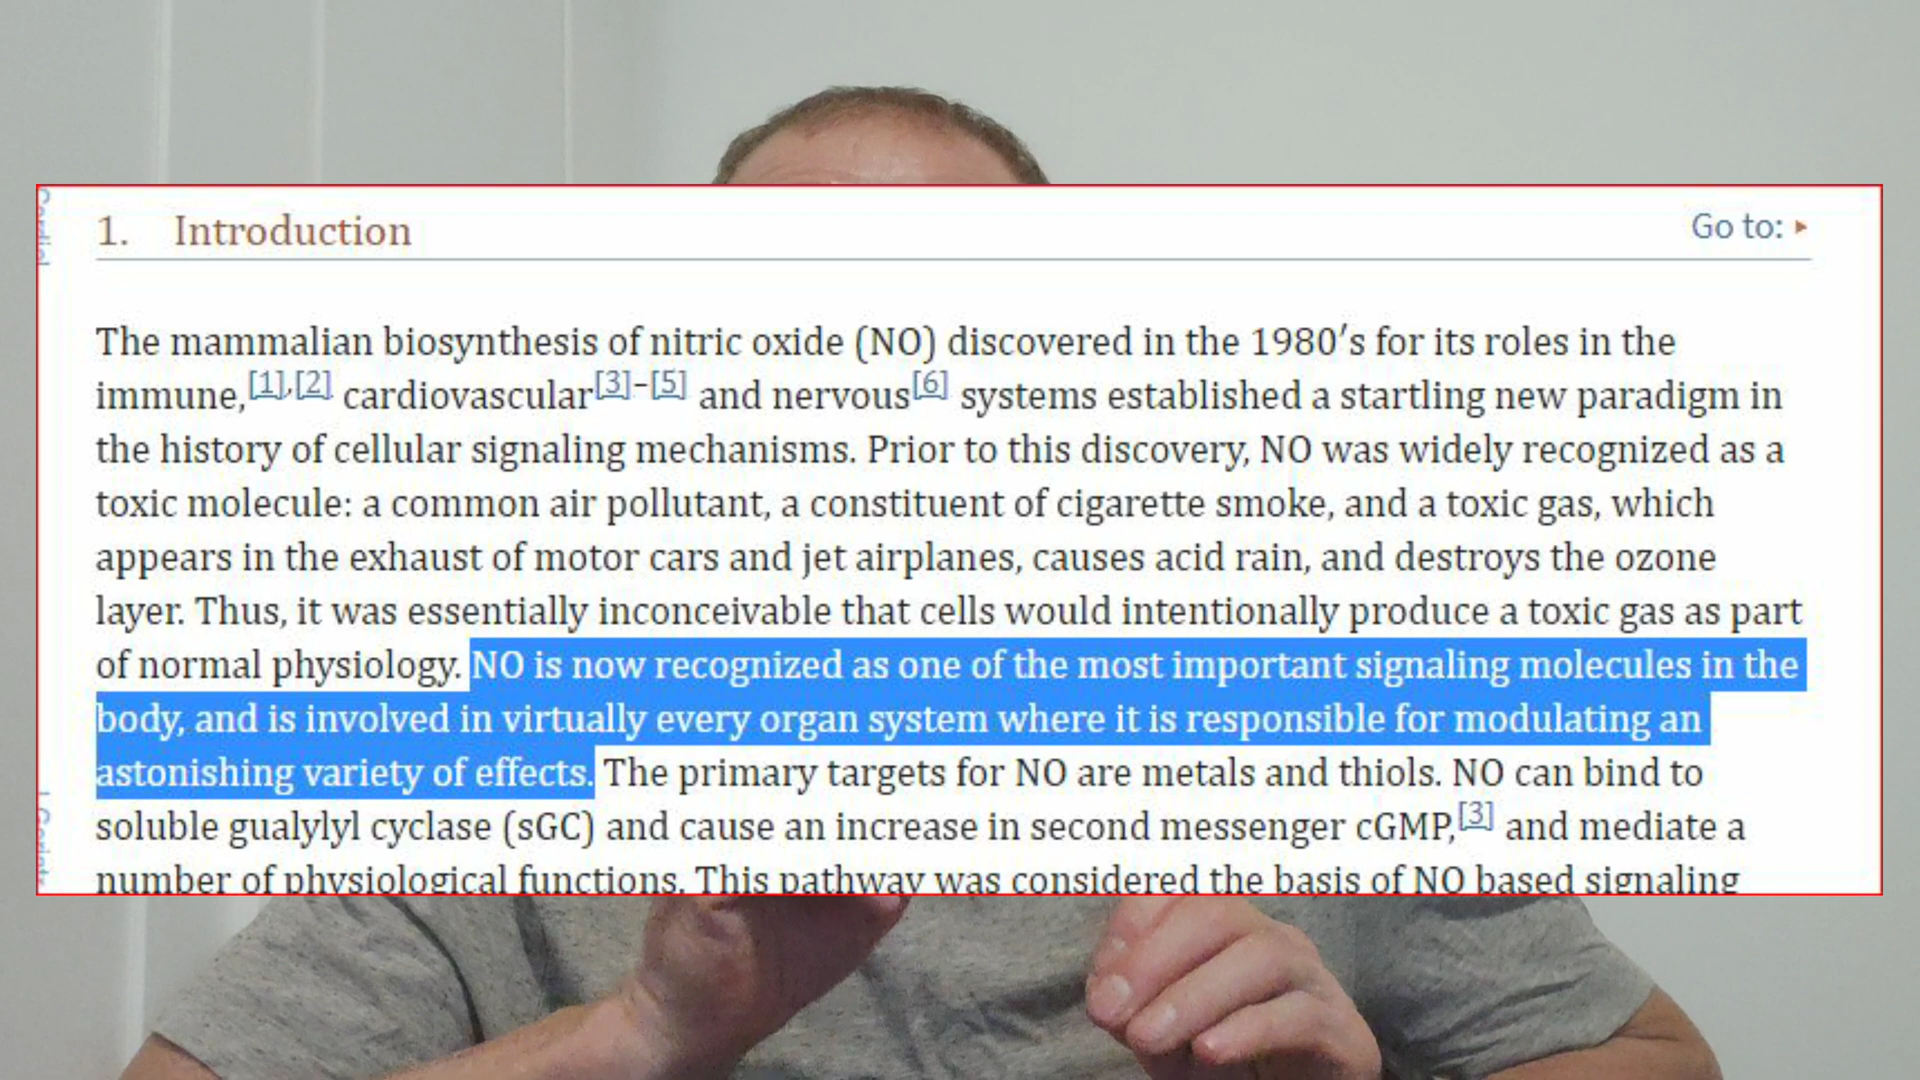 1. Introduction
Go to:
The mammalian biosynthesis of nitric oxide (NO) discovered in the 1980′s for its roles in the
immune,[1],[2] cardiovascular[3]–[5] and nervous[6] systems established a startling new paradigm in
the history of cellular signaling mechanisms. Prior to this discovery, NO was widely recognized as a
toxic molecule: a common air pollutant, a constituent of cigarette smoke, and a toxic gas, which
appears in the exhaust of motor cars and jet airplanes, causes acid rain, and destroys the ozone
layer. Thus, it was essentially inconceivable that cells would intentionally produce a toxic gas as part
of normal physiology. NO is now recognized as one of the most important signaling molecules in the
body, and is involved in virtually every organ system where it is responsible for modulating an
astonishing variety of effects. The primary targets for NO are metals and thiols. NO can bind to
soluble gualylyl cyclase (sGC) and cause an increase in second messenger cGMP,[3] and mediate a
number of physiological functions. This pathway was considered the basis of NO based signaling